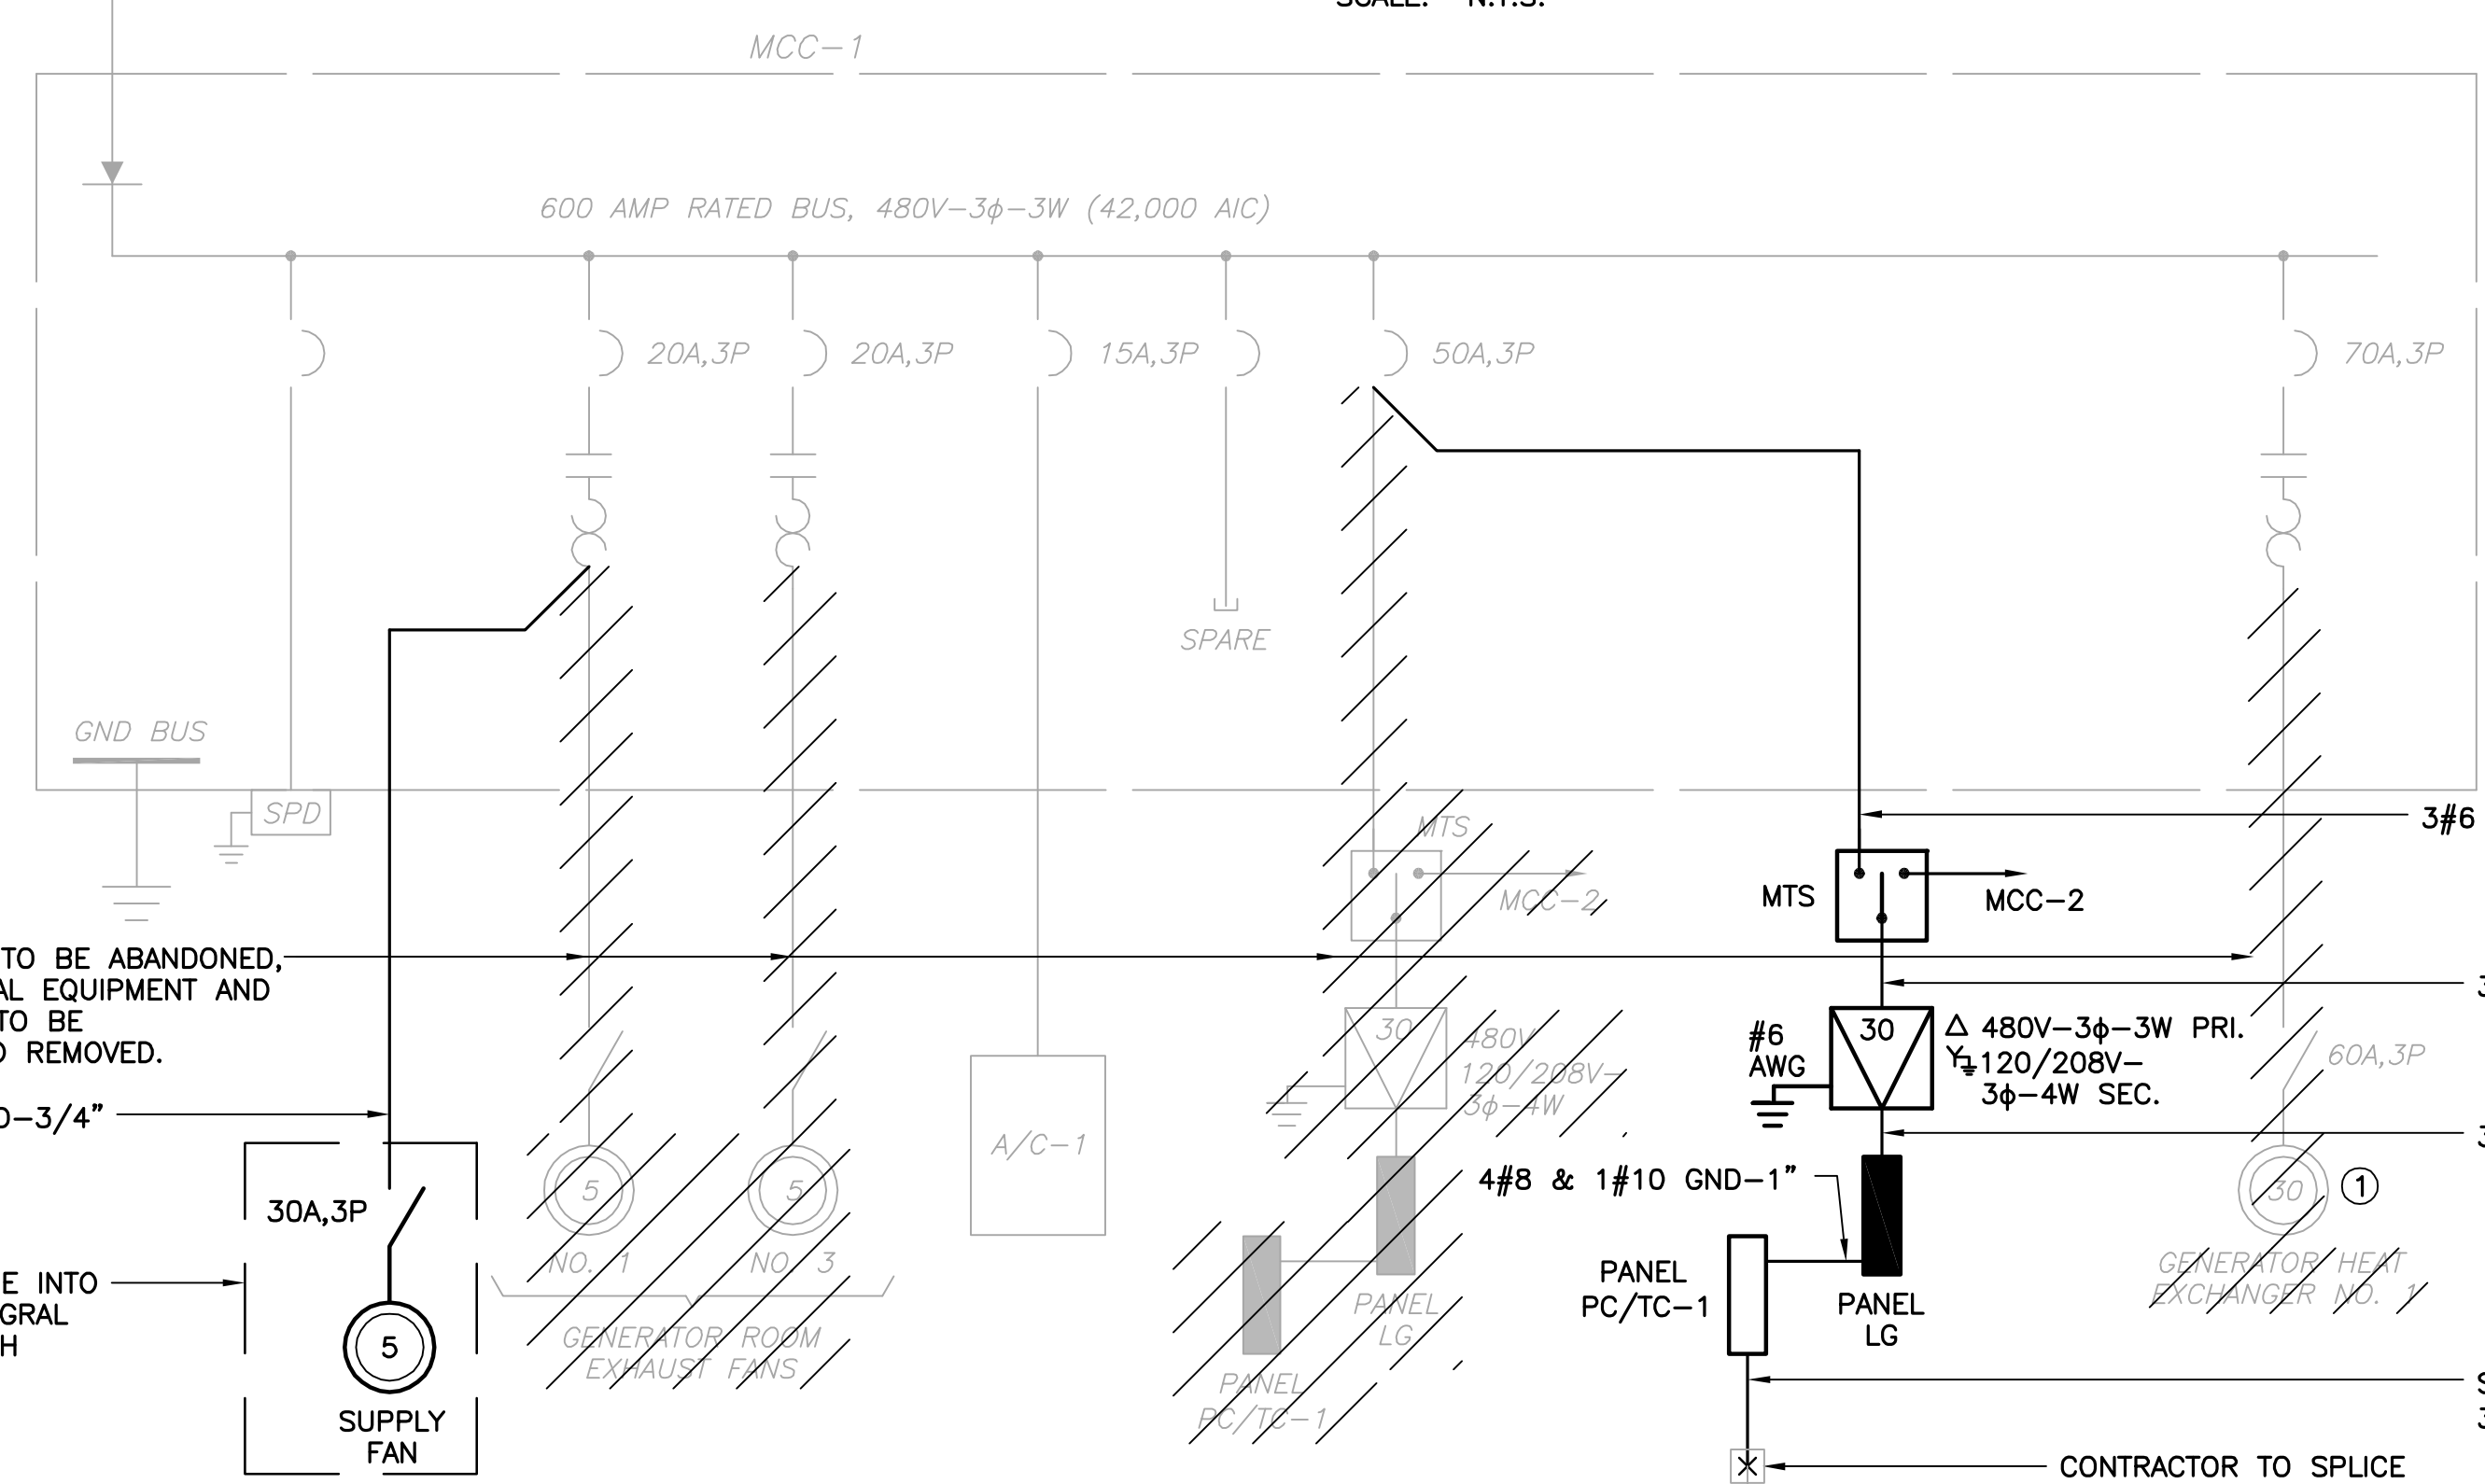 SCALE: N.T.S.
MCC-1
600 AMP RATED BUS, 480V-3ϕ-3W (42,000 AIC)
20A,3P
20A,3P
15A,3P
50A,3P
70A,3P
SPARE
GND BUS
SPD
3#6
MTS
MCC-2
MTS
MCC-2
TO BE ABANDONED,
AL EQUIPMENT AND
TO BE
REMOVED.
30
480V
120/208V-
3ϕ-4W
#6
AWG
30
△ 480V-3ϕ-3W PRI.
120/208V-
3ϕ-4W SEC.
60A,3P
-3/4"
A/C-1
4#8 & 1#10 GND-1"
30A,3P
5
5
30
1
NO. 1
NO 3
GENERATOR ROOM
EXHAUST FANS
PANEL
LG
PANEL
PC/TC-1
PANEL
PC/TC-1
PANEL
LG
GENERATOR HEAT
EXCHANGER NO. 1
E INTO
GRAL
H
5
SUPPLY
FAN
CONTRACTOR TO SPLICE